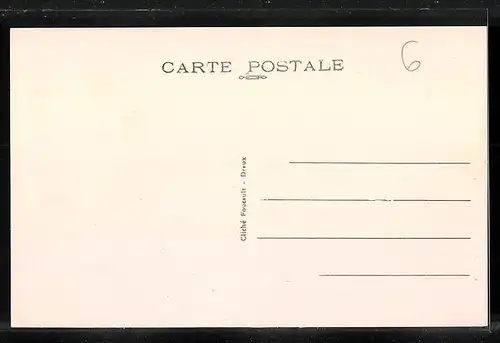 CARTE POSTALE
6
Cliché Foucault - Dreux